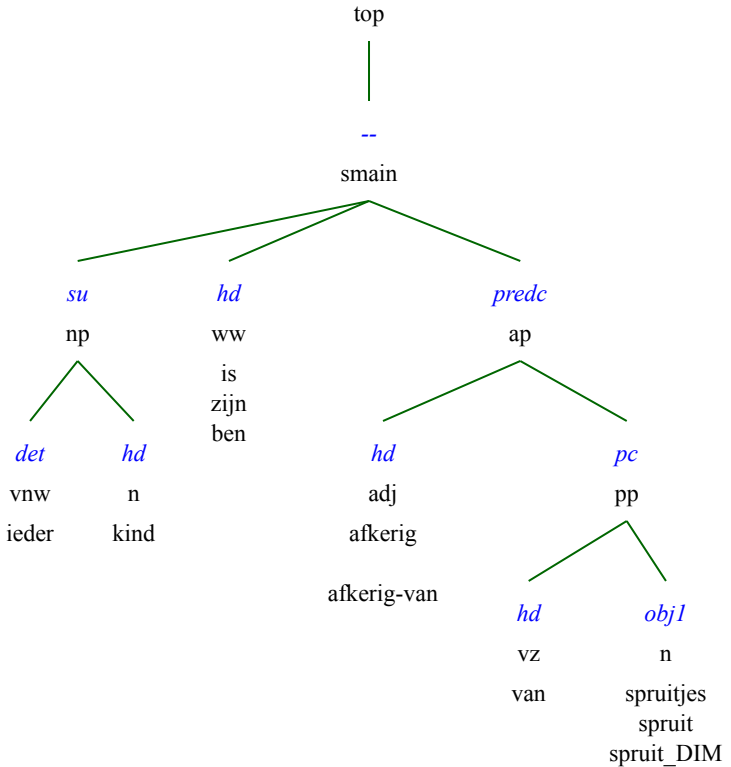 top
--
smain
su hd predc
np ww ap
is
zijn
ben
det hd hd pc
vnw n adj pp
ieder kind afkerig
afkerig-van
hd obj1
vz n
van spruitjes
spruit
spruit_DIM